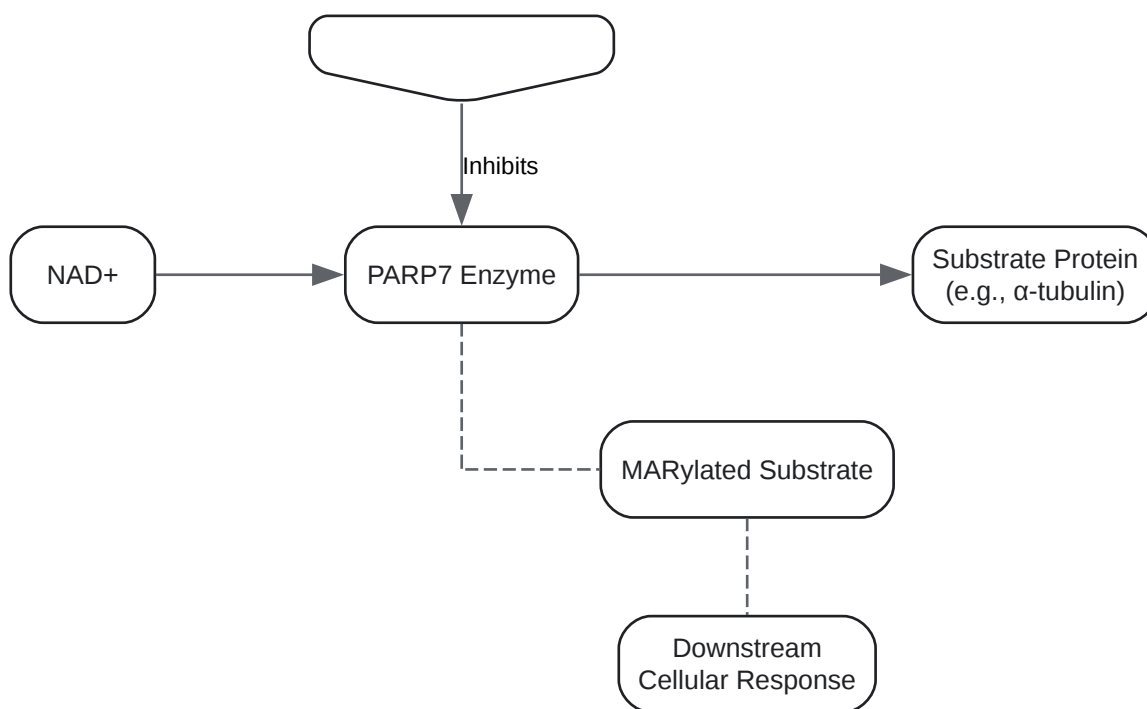 Inhibits
NAD+
PARP7 Enzyme
Substrate Protein
(e.g., α-tubulin)
MARylated Substrate
Downstream
Cellular Response